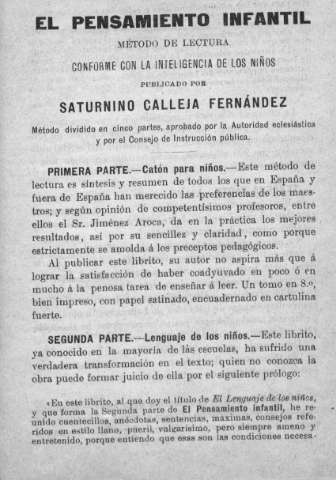 EL PENSAMIENTO INFANTIL
MÉTODO DE LECTURA
CONFORME CON LA INTELIGENCIA DE LOS NIÑOS
PUBLICADO POR
SATURNINO CALLEJA FERNÁNDEZ
Método dividido en cinco partes, aprobado por la Autoridad eclesiástica
y por el Consejo de Instrucción pública.
PRIMERA PARTE.—Catón para niños.—Este método de
lectura es síntesis y resumen de todos los que en España y
fuera de España han merecido las preferencias de los maes-
tros; y según opinión de competentísimos profesores, entre
ellos el Sr. Jiménez Aroca, da en la práctica los mejores
resultados, así por su sencillez y claridad, como porque
estrictamente se amolda á los preceptos pedagógicos.
Al publicar este librito, su autor no aspira más que á
lograr la satisfacción de haber coadyuvado en poco ó en
mucho á la penosa tarea de enseñar á leer. Un tomo en 8.º,
bien impreso, con papel satinado, encuadernado en cartulina
fuerte.
SEGUNDA PARTE.—Lenguaje de los niños.—Este librito,
ya conocido en la mayoría de las escuelas, ha sufrido una
verdadera transformación en el texto; quien no conozca la
obra puede formar juicio de ella por el siguiente prólogo:
«En este librito, al que doy el título de El Lenguaje de los niños,
y que forma la Segunda parte de El Pensamiento infantil, he re-
unido cuentecillos, anécdotas, sentencias, máximas, consejos refe-
ridos en estilo llano, pueril, vulgarísimo, pero siempre ameno y
entretenido, porque entiendo que esas son las condiciones necesa-